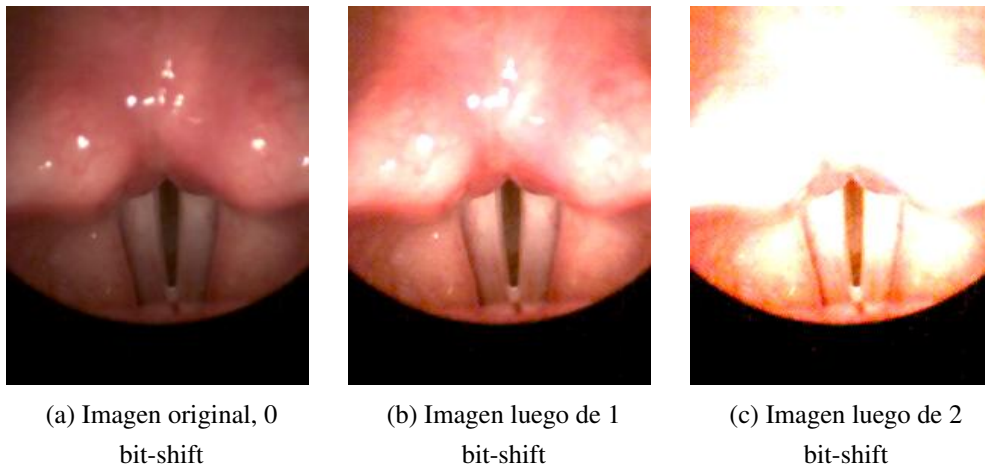 (a) Imagen original, 0
bit-shift
(b) Imagen luego de 1
bit-shift
(c) Imagen luego de 2
bit-shift